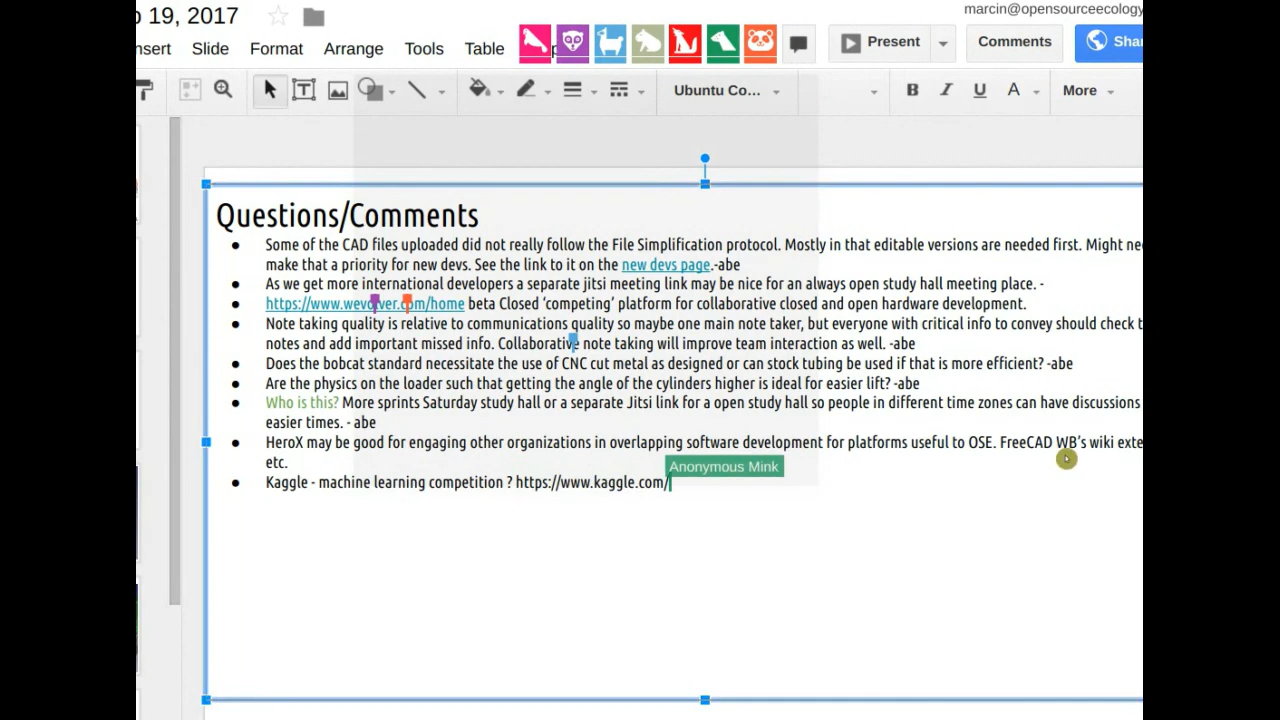 19, 2017
marcin@opensourceecology
nsert Slide Format Arrange Tools Table
Present Comments Shar
Ubuntu Co... B I U A More
Questions/Comments
● Some of the CAD files uploaded did not really follow the File Simplification protocol. Mostly in that editable versions are needed first. Might nee
make that a priority for new devs. See the link to it on the new devs page.-abe
● As we get more international developers a separate jitsi meeting link may be nice for an always open study hall meeting place. -
● https://www.wevolver.com/home beta Closed ‘competing’ platform for collaborative closed and open hardware development.
● Note taking quality is relative to communications quality so maybe one main note taker, but everyone with critical info to convey should check t
notes and add important missed info. Collaborative note taking will improve team interaction as well. -abe
● Does the bobcat standard necessitate the use of CNC cut metal as designed or can stock tubing be used if that is more efficient? -abe
● Are the physics on the loader such that getting the angle of the cylinders higher is ideal for easier lift? -abe
● Who is this? More sprints Saturday study hall or a separate Jitsi link for a open study hall so people in different time zones can have discussions
easier times. - abe
● HeroX may be good for engaging other organizations in overlapping software development for platforms useful to OSE. FreeCAD WB’s wiki exte
etc.
Anonymous Mink
● Kaggle - machine learning competition ? https://www.kaggle.com/